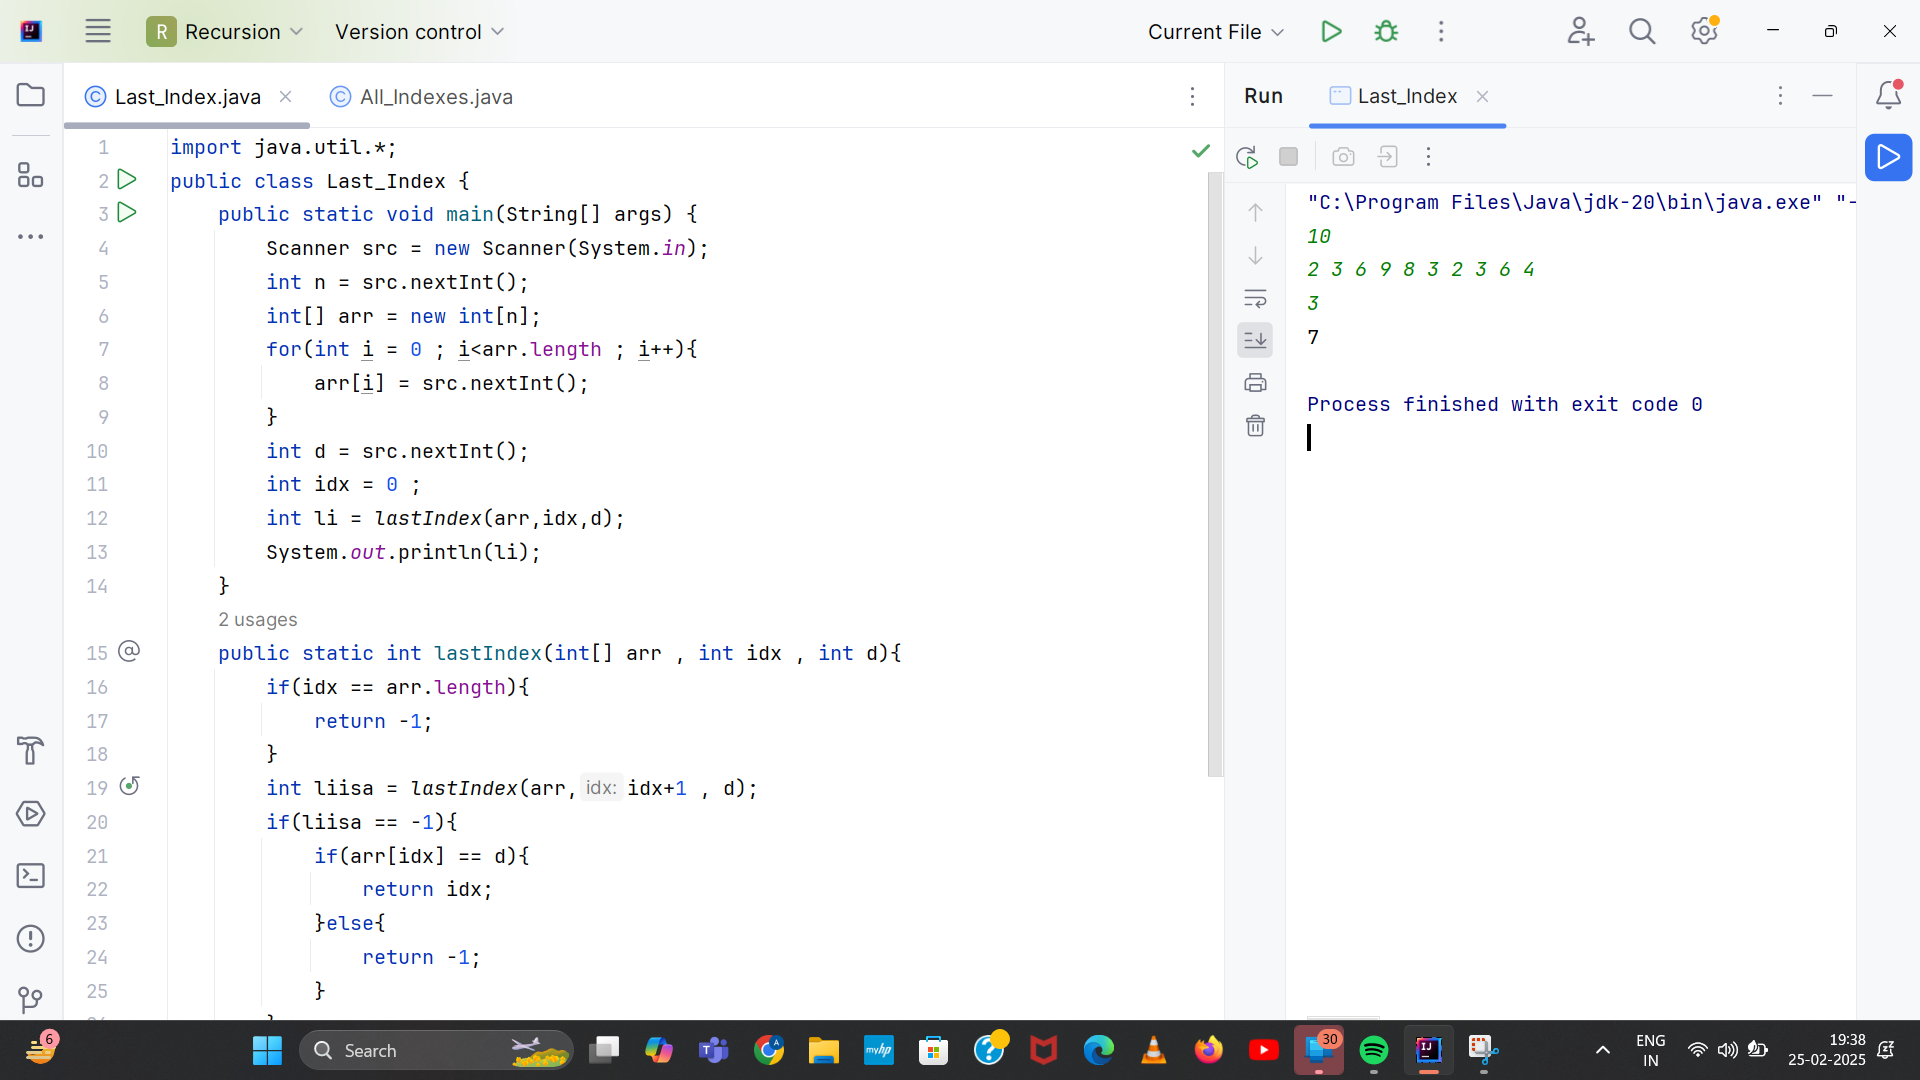 R Recursion Version control Current File
Last_Index.java All_Indexes.java Run Last_Index
1 import java.util.*;
2 public class Last_Index {
3 public static void main(String[] args) {
4 Scanner src = new Scanner(System.in);
5 int n = src.nextInt();
6 int[] arr = new int[n];
7 for(int i = 0 ; i<arr.length ; i++){
8 arr[i] = src.nextInt();
9 }
10 int d = src.nextInt();
11 int idx = 0 ;
12 int li = lastIndex(arr,idx,d);
13 System.out.println(li);
14 }
2 usages
15 public static int lastIndex(int[] arr , int idx , int d){
16 if(idx == arr.length){
17 return -1;
18 }
19 int liisa = lastIndex(arr, idx: idx+1 , d);
20 if(liisa == -1){
21 if(arr[idx] == d){
22 return idx;
23 }else{
24 return -1;
25 }
"C:\Program Files\Java\jdk-20\bin\java.exe" "-
10
2 3 6 9 8 3 2 3 6 4
3
7
Process finished with exit code 0
6 Search myhp 30 ENG 19:38
IN 25-02-2025